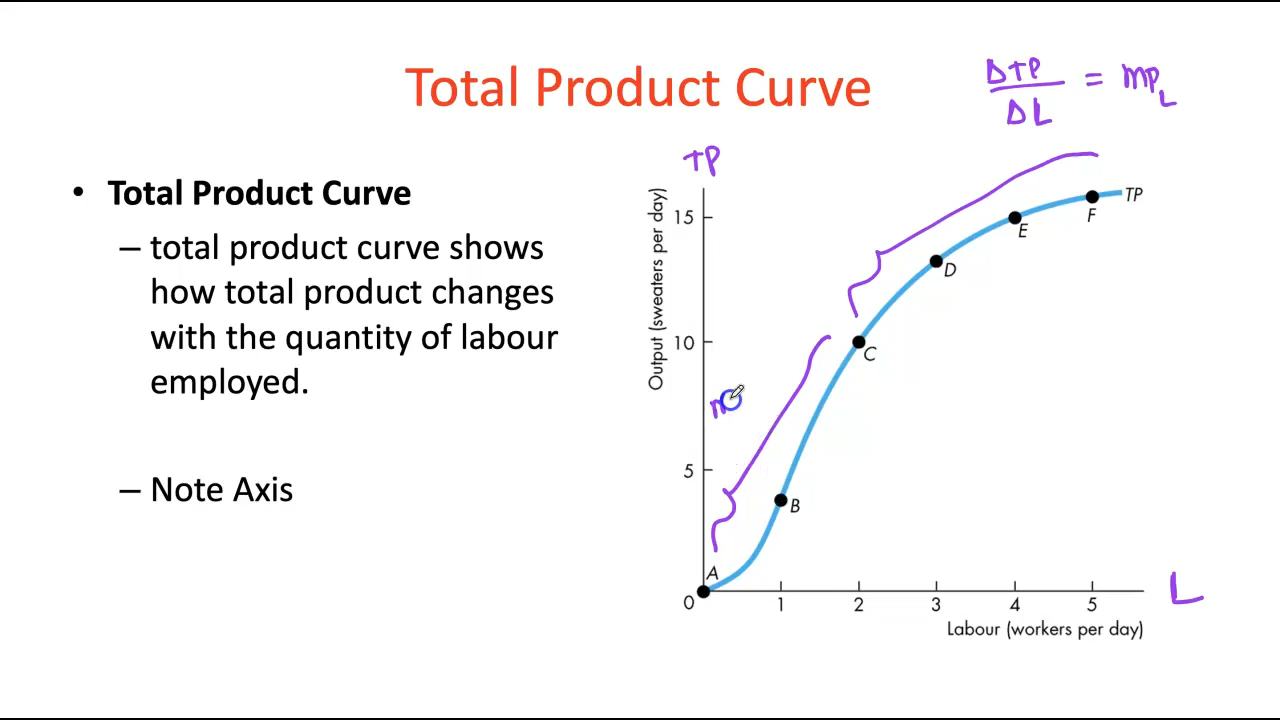 Total Product Curve
ΔTP
ΔL
= MP
L
• Total Product Curve
– total product curve shows
how total product changes
with the quantity of labour
employed.
– Note Axis
TP
Output (sweaters per day)
15
10
5
0
A
B
C
D
E
F
TP
1 2 3 4 5
L
Labour (workers per day)